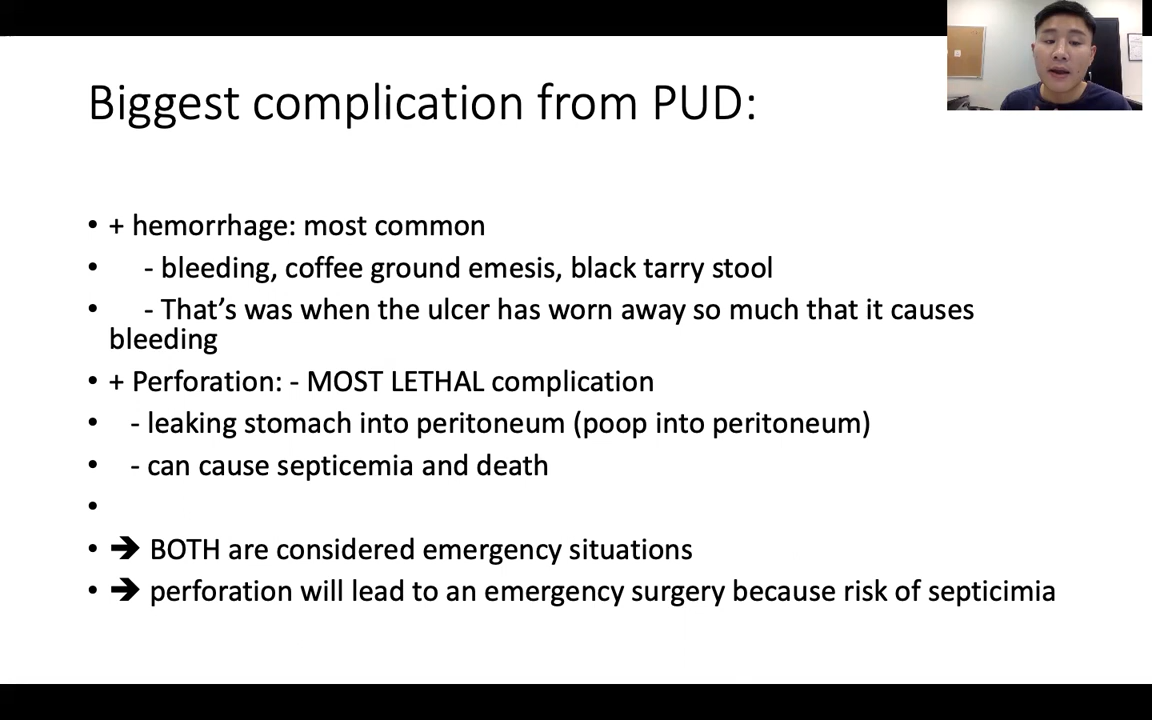 Biggest complication from PUD:
• + hemorrhage: most common
• - bleeding, coffee ground emesis, black tarry stool
• - That’s was when the ulcer has worn away so much that it causes
bleeding
• + Perforation: - MOST LETHAL complication
• - leaking stomach into peritoneum (poop into peritoneum)
• - can cause septicemia and death
•
• ➔ BOTH are considered emergency situations
• ➔ perforation will lead to an emergency surgery because risk of septicimia